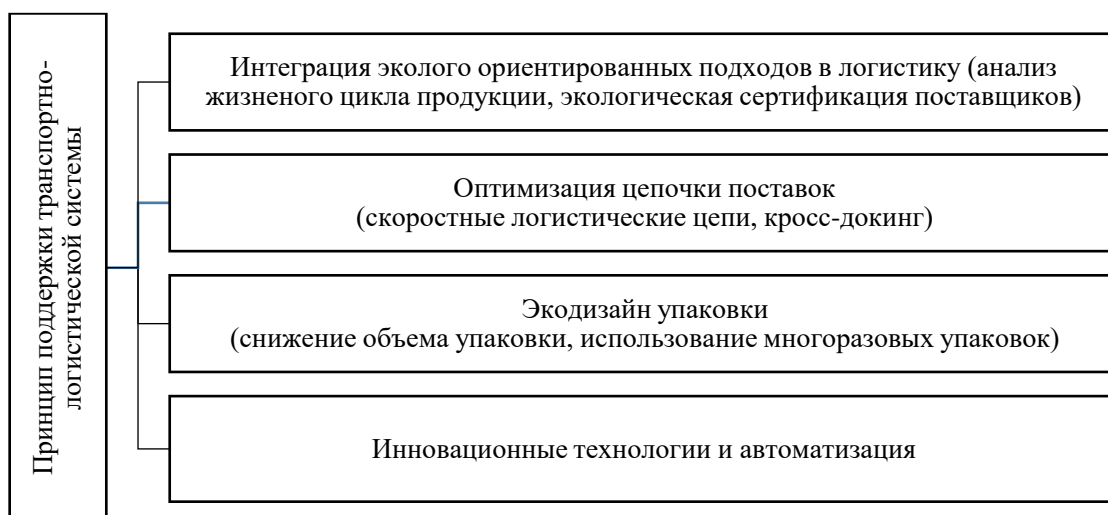 Принцип поддержки транспортно-
логистической системы
Интеграция эколого ориентированных подходов в логистику (анализ
жизненого цикла продукции, экологическая сертификация поставщиков)
Оптимизация цепочки поставок
(скоростные логистические цепи, кросс-докинг)
Экодизайн упаковки
(снижение объема упаковки, использование многоразовых упаковок)
Инновационные технологии и автоматизация